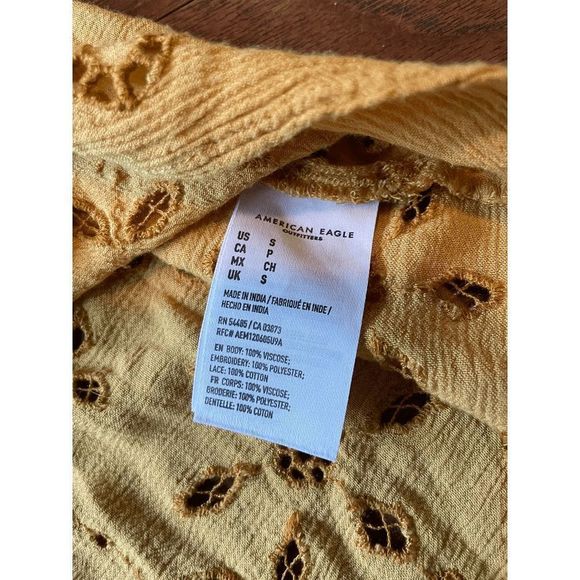 AMERICAN EAGLE
OUTFITTERS
US S
CA P
MX CH
UK S
MADE IN INDIA / FABRIQUÉ EN INDE /
HECHO EN INDIA
RN 54485 / CA 03873
RFC# AEM120605U9A
EN BODY: 100% VISCOSE;
EMBROIDERY: 100% POLYESTER;
LACE: 100% COTTON
FR CORPS: 100% VISCOSE;
BRODERIE: 100% POLYESTER;
DENTELLE: 100% COTON